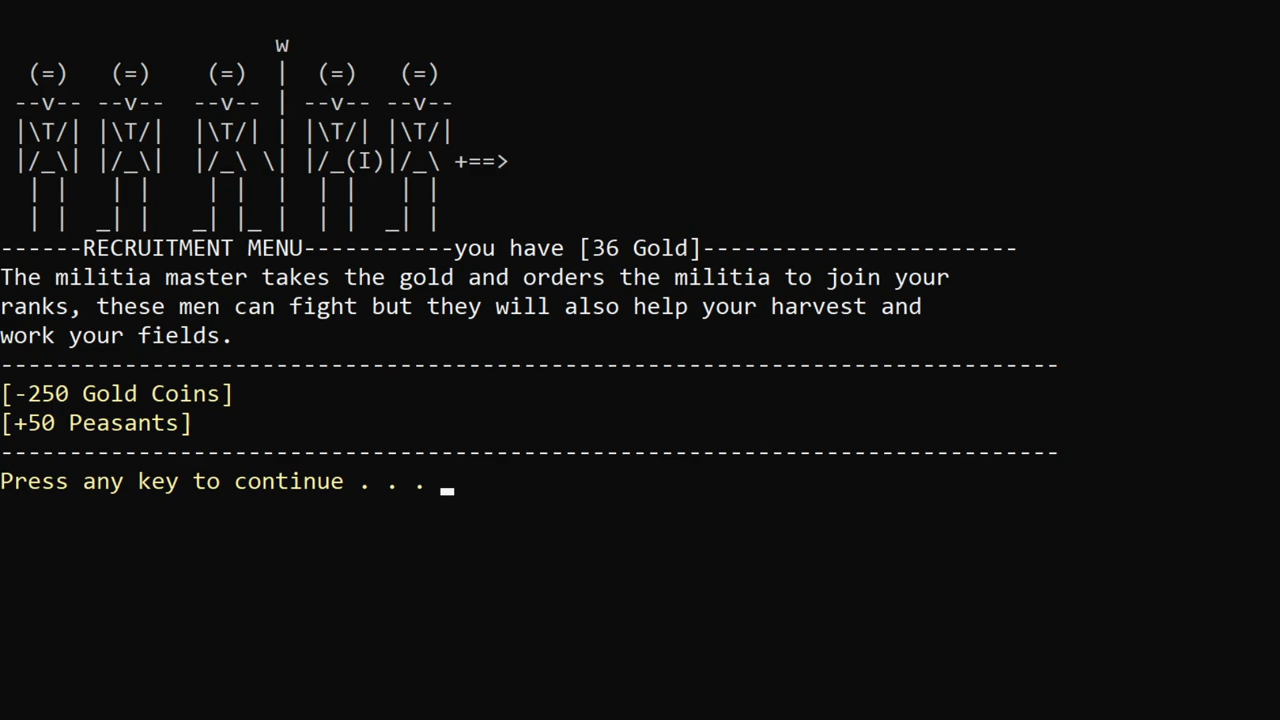 ------RECRUITMENT MENU-----------you have [36 Gold]-----------------------
The militia master takes the gold and orders the militia to join your
ranks, these men can fight but they will also help your harvest and
work your fields.
-----------------------------------------------------------------------------
[-250 Gold Coins]
[+50 Peasants]
-----------------------------------------------------------------------------
Press any key to continue . . . _